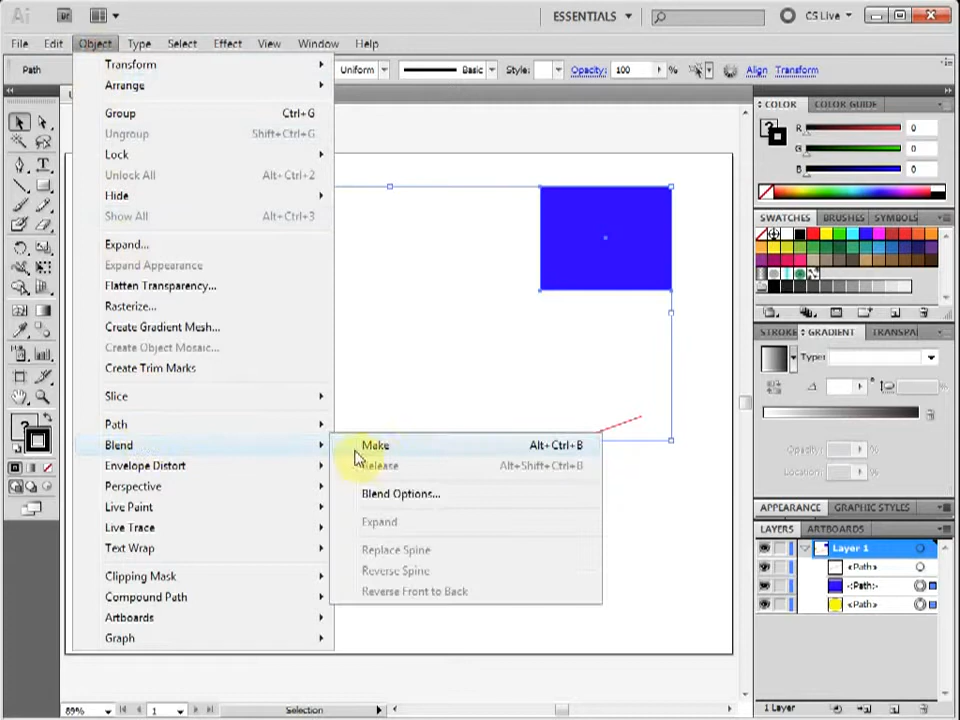 Ai Br ESSENTIALS CS Live
File Edit Object Type Select Effect View Window Help
Path Uniform Basic Style: Opacity: 100 % Align Transform
Transform
Arrange
Group Ctrl+G
Ungroup Shift+Ctrl+G
Lock
Unlock All Alt+Ctrl+2
Hide
Show All Alt+Ctrl+3
Expand...
Expand Appearance
Flatten Transparency...
Rasterize...
Create Gradient Mesh...
Create Object Mosaic...
Create Trim Marks
Slice
Path
Blend
Envelope Distort
Perspective
Live Paint
Live Trace
Text Wrap
Clipping Mask
Compound Path
Artboards
Graph
Make Alt+Ctrl+B
Release Alt+Shift+Ctrl+B
Blend Options...
Expand
Replace Spine
Reverse Spine
Reverse Front to Back
COLOR COLOR GUIDE
R 0
G 0
B 0
SWATCHES BRUSHES SYMBOLS
STROKE GRADIENT TRANSPA
Type:
Opacity: %
Location: %
APPEARANCE GRAPHIC STYLES
LAYERS ARTBOARDS
Layer 1
<Path>
<Path>
<Path>
1 Layer
89% 1 Selection